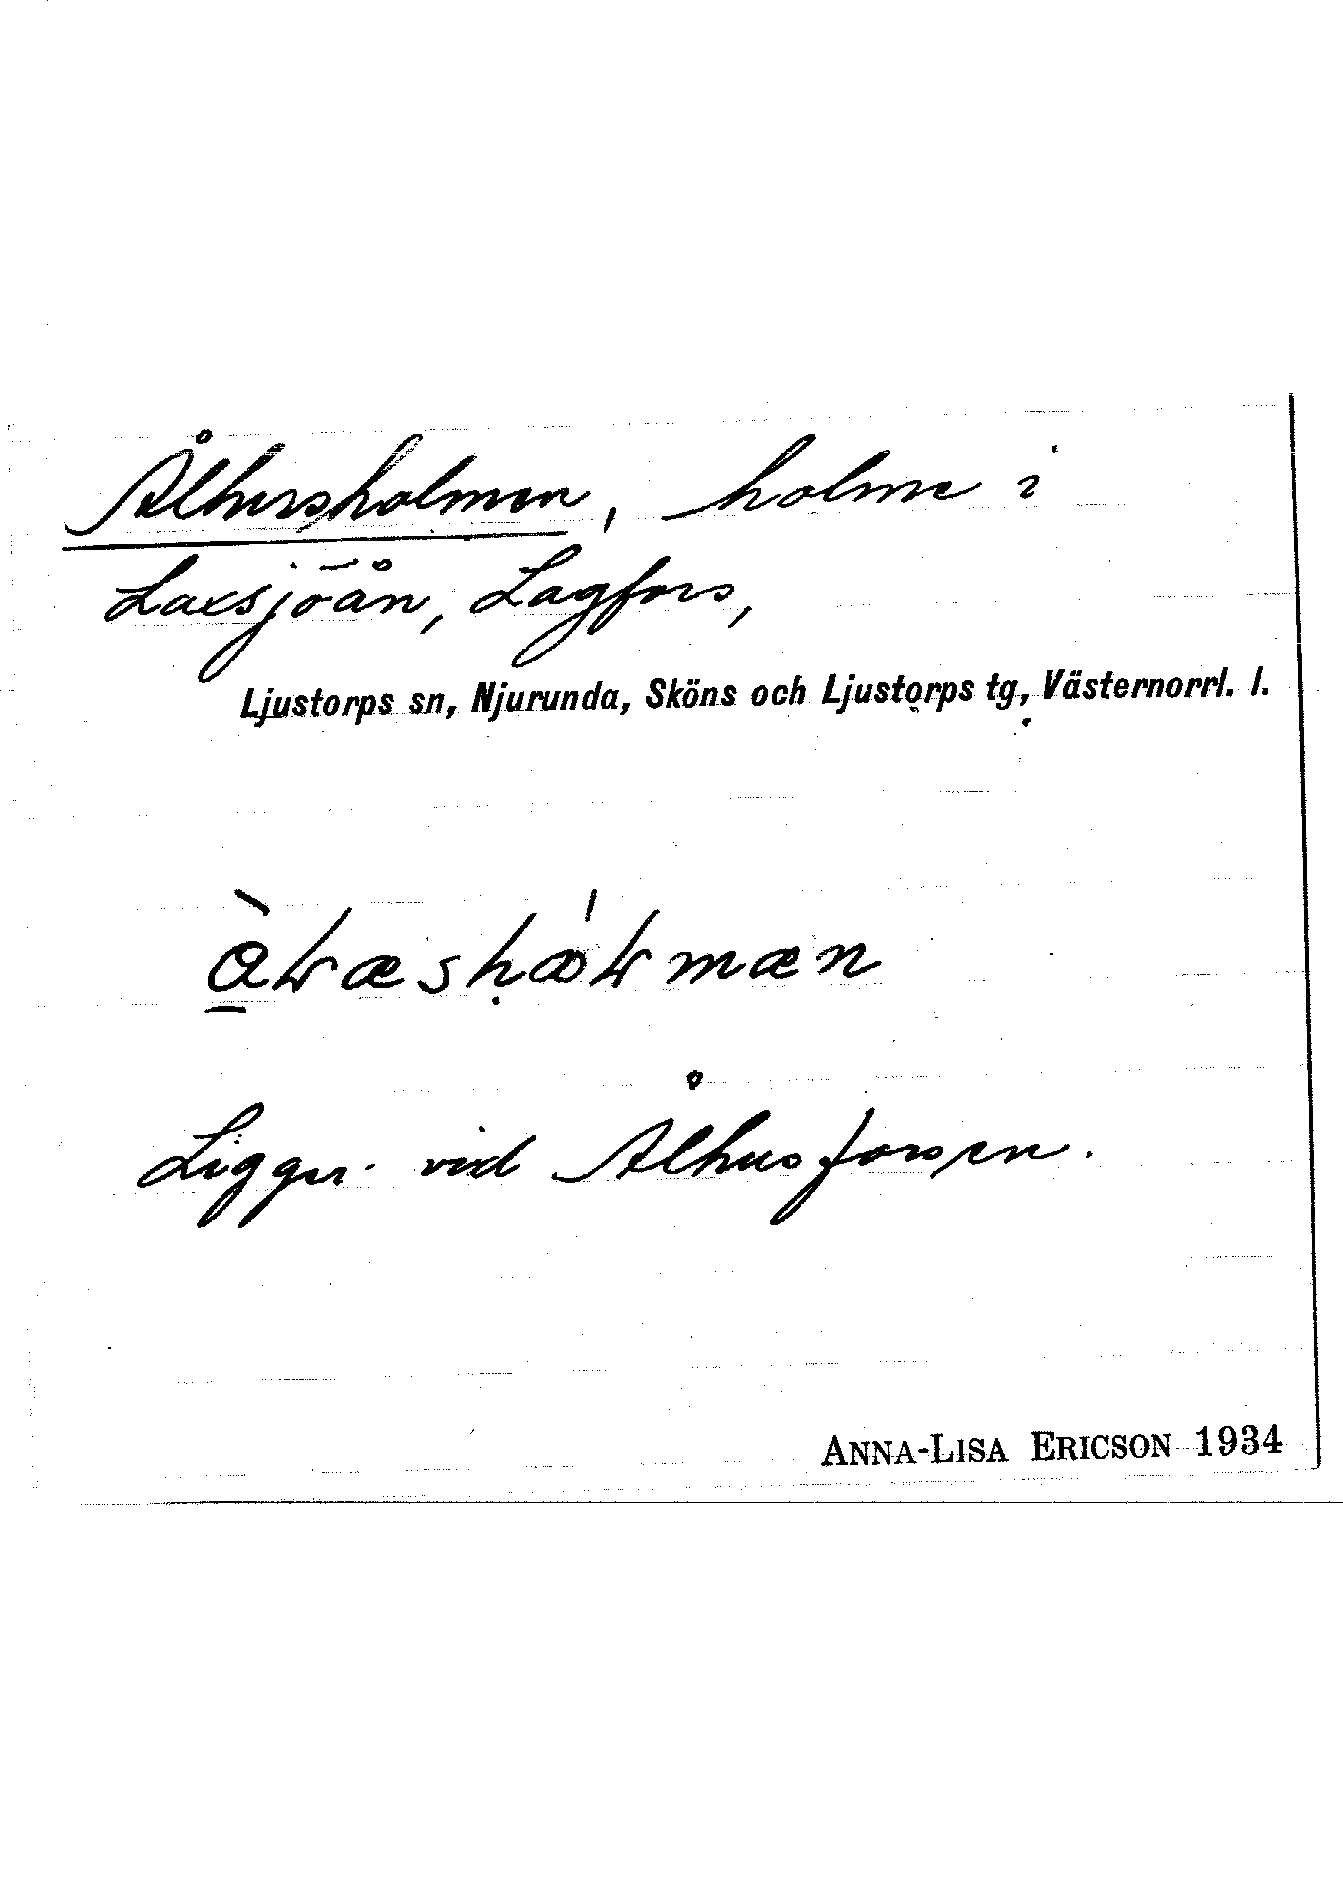 Ålhusholmen, holme i
Laxsjöån, Lagfors,
Ljustorps sn, Njurunda, Sköns och Ljustorps tg, Västernorrl. l.
Ligger vid Ålhusforsen.
ANNA-LISA ERICSON 1934